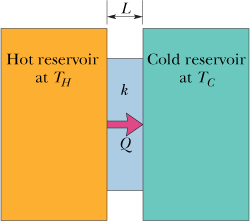 L
Hot reservoir
at T_H
k
Q
Cold reservoir
at T_C